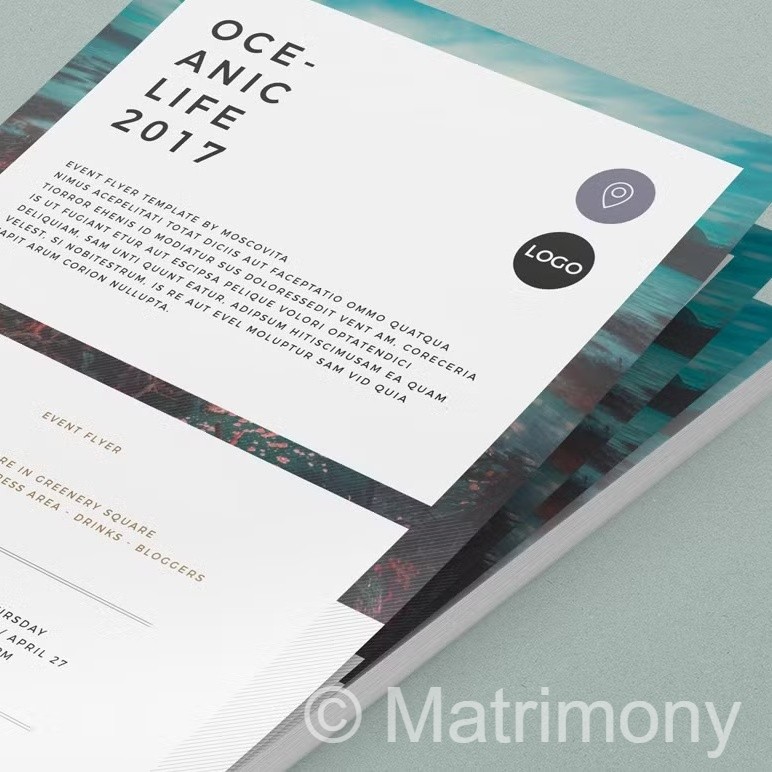 OCE-
ANIC
LIFE
2017
EVENT FLYER TEMPLATE BY MOSCOVITA
NIMUS ACEPELITATI TOTAT DICIIS AUT FACEPTATIO OMMO QUATQUA
TIORROR EHENIS ID MODIATUR SUS DOLORESSEDIT VENT AM, CORECERIA
IS UT FUGIANT ETUR AUT ESCIPSA PELIQUE VOLORI OPTATENDICI
DELIQUIAM, SAM UNTI QUUNT EATUR, ADIPSUM HITISCIMUSAM EA QUAM
VELEST, SI NOBITESTRUM, IS RE AUT EVEL MOLUPTUR SAM VID QUIA
APIT ARUM CORION NULLUPTA.
LOGO
EVENT FLYER
RE IN GREENERY SQUARE
RESS AREA - DRINKS - BLOGGERS
URSDAY
/ APRIL 27
PM
© Matrimony